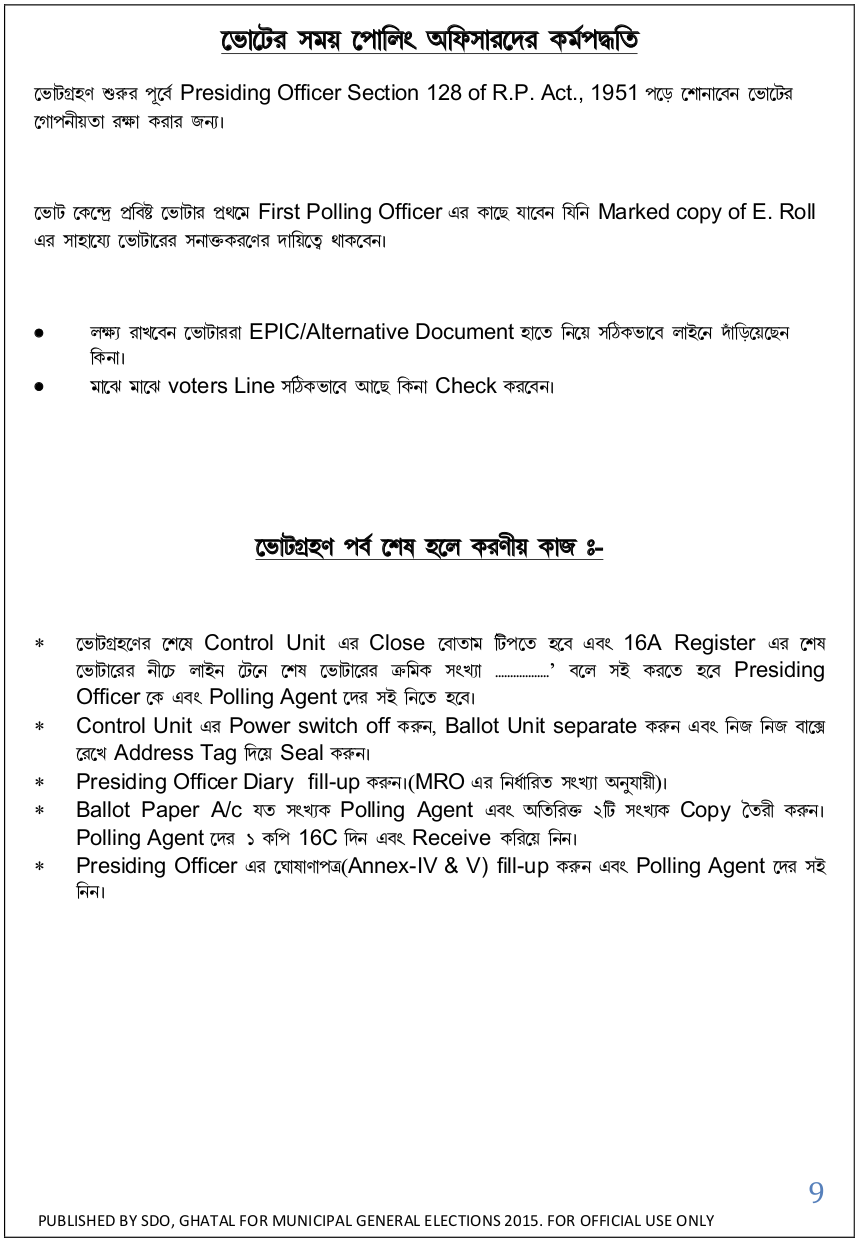 ভোটের সময় পোলিং অফিসারদের কর্মপদ্ধতি
ভোটগ্রহণ শুরুর পূর্বে Presiding Officer Section 128 of R.P. Act., 1951 পড়ে শোনাবেন ভোটের
গোপনীয়তা রক্ষা করার জন্য।
ভোট কেন্দ্রে প্রবিষ্ট ভোটার প্রথমে First Polling Officer এর কাছে যাবেন যিনি Marked copy of E. Roll
এর সাহায্যে ভোটারের সনাক্তকরণের দায়িত্বে থাকবেন।
● লক্ষ্য রাখবেন ভোটাররা EPIC/Alternative Document হাতে নিয়ে সঠিকভাবে লাইনে দাঁড়িয়েছেন
কিনা।
● মাঝে মাঝে voters Line সঠিকভাবে আছে কিনা Check করবেন।
ভোটগ্রহণ পর্ব শেষ হলে করণীয় কাজ ঃ-
* ভোটগ্রহণের শেষে Control Unit এর Close বোতাম টিপতে হবে এবং 16A Register এর শেষ
ভোটারের নীচে লাইন টেনে শেষ ভোটারের ক্রমিক সংখ্যা ..................’ বলে সই করতে হবে Presiding
Officer কে এবং Polling Agent দের সই নিতে হবে।
* Control Unit এর Power switch off করুন, Ballot Unit separate করুন এবং নিজ নিজ বাক্সে
রেখে Address Tag দিয়ে Seal করুন।
* Presiding Officer Diary fill-up করুন।(MRO এর নির্ধারিত সংখ্যা অনুযায়ী)।
* Ballot Paper A/c যত সংখ্যক Polling Agent এবং অতিরিক্ত ২টি সংখ্যক Copy তৈরী করুন।
Polling Agent দের ১ কপি 16C দিন এবং Receive করিয়ে নিন।
* Presiding Officer এর ঘোষাণাপত্র(Annex-IV & V) fill-up করুন এবং Polling Agent দের সই
নিন।
9
PUBLISHED BY SDO, GHATAL FOR MUNICIPAL GENERAL ELECTIONS 2015. FOR OFFICIAL USE ONLY